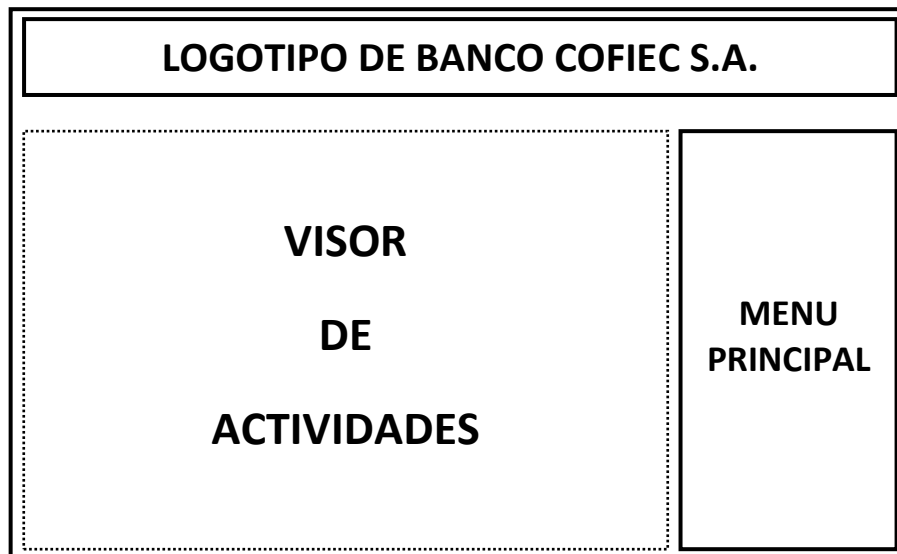 LOGOTIPO DE BANCO COFIEC S.A.
VISOR
DE
ACTIVIDADES
MENU
PRINCIPAL